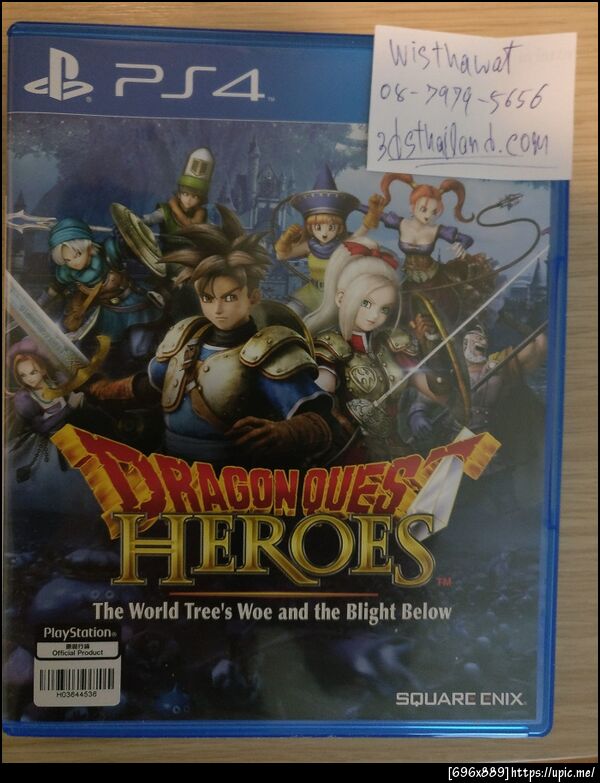 PS4
wisthawat
08-7979-5656
3dsthailand.com
DRAGON QUEST
HEROES™
The World Tree's Woe and the Blight Below
PlayStation®
Official Product
H03644536
SQUARE ENIX.
[696x889]https://upic.me/